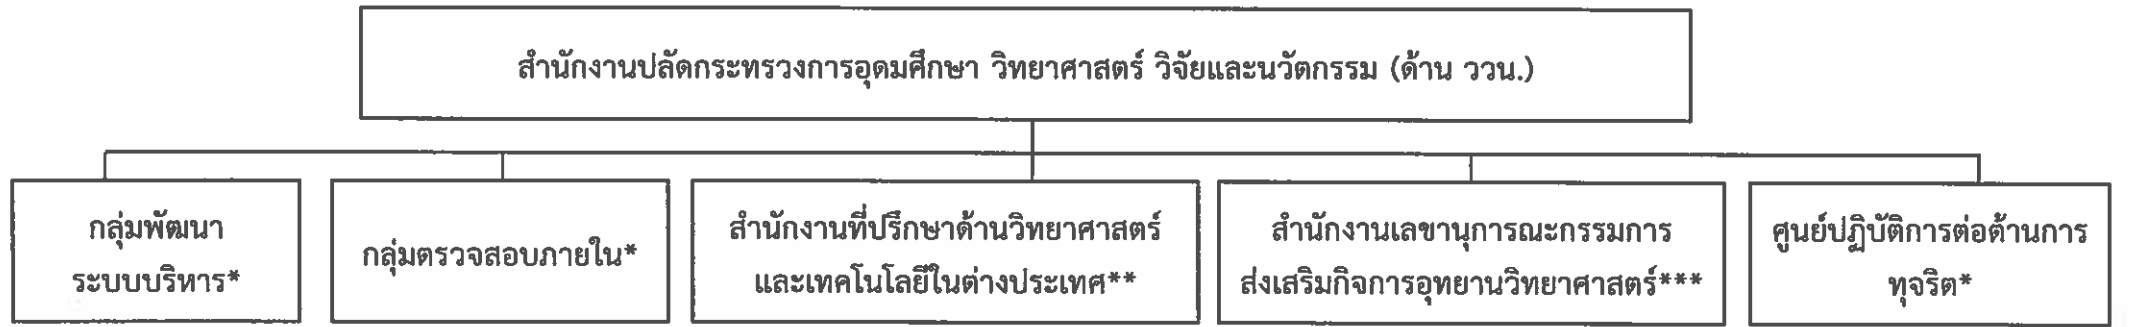 สำนักงานปลัดกระทรวงการอุดมศึกษา วิทยาศาสตร์ วิจัยและนวัตกรรม (ด้าน ววน.)
กลุ่มพัฒนา
ระบบบริหาร*
กลุ่มตรวจสอบภายใน*
สำนักงานที่ปรึกษาด้านวิทยาศาสตร์
และเทคโนโลยีในต่างประเทศ**
สำนักงานเลขานุการณะกรรมการ
ส่งเสริมกิจการอุทยานวิทยาศาสตร์***
ศูนย์ปฏิบัติการต่อต้านการ
ทุจริต*